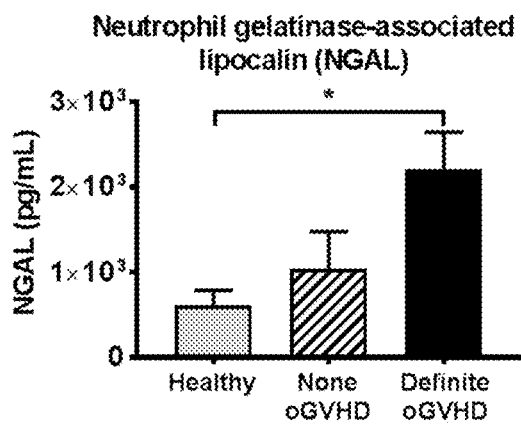 Neutrophil gelatinase-associated
lipocalin (NGAL)
3×10³
*
2×10³
1×10³
0
NGAL (pg/mL)
Healthy None Definite
oGVHD oGVHD